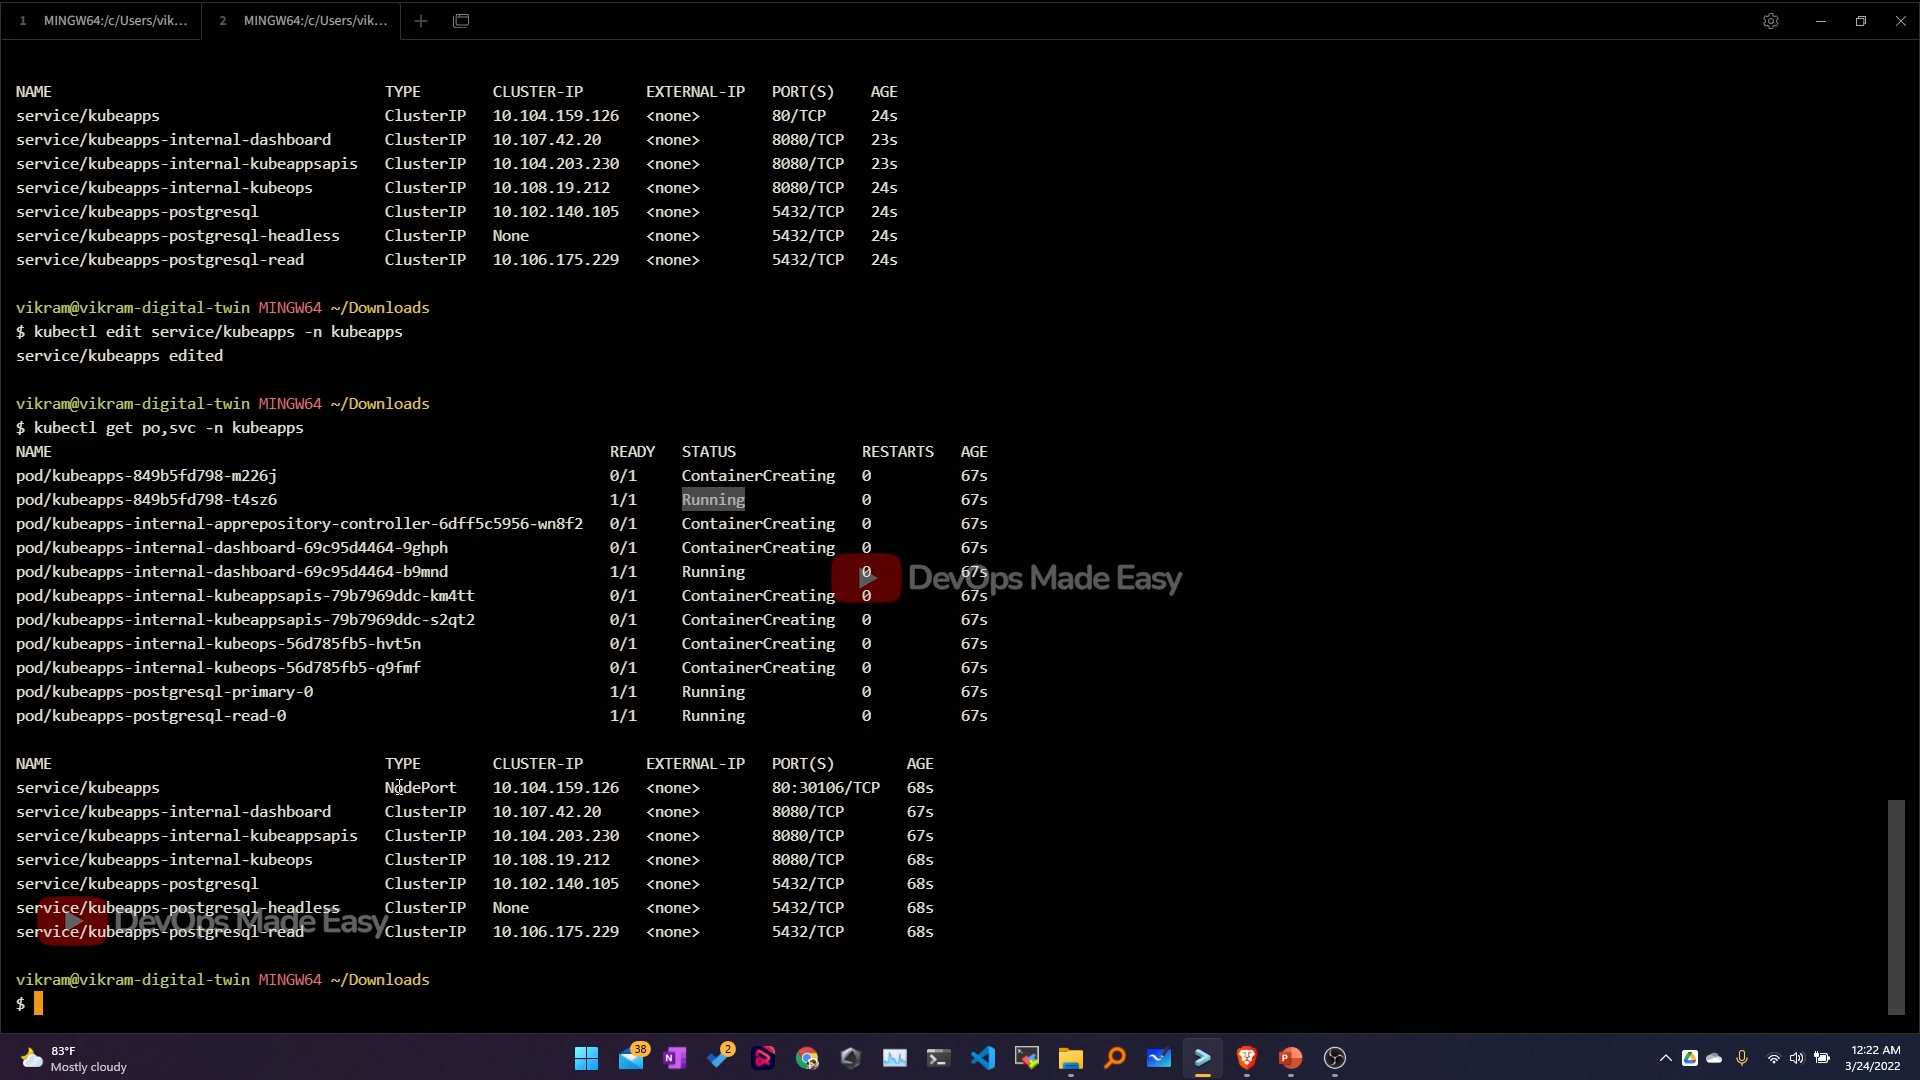 1 MINGW64:/c/Users/vik... 2 MINGW64:/c/Users/vik...
NAME TYPE CLUSTER-IP EXTERNAL-IP PORT(S) AGE
service/kubeapps ClusterIP 10.104.159.126 <none> 80/TCP 24s
service/kubeapps-internal-dashboard ClusterIP 10.107.42.20 <none> 8080/TCP 23s
service/kubeapps-internal-kubeappsapis ClusterIP 10.104.203.230 <none> 8080/TCP 23s
service/kubeapps-internal-kubeops ClusterIP 10.108.19.212 <none> 8080/TCP 24s
service/kubeapps-postgresql ClusterIP 10.102.140.105 <none> 5432/TCP 24s
service/kubeapps-postgresql-headless ClusterIP None <none> 5432/TCP 24s
service/kubeapps-postgresql-read ClusterIP 10.106.175.229 <none> 5432/TCP 24s
vikram@vikram-digital-twin MINGW64 ~/Downloads
$ kubectl edit service/kubeapps -n kubeapps
service/kubeapps edited
vikram@vikram-digital-twin MINGW64 ~/Downloads
$ kubectl get po,svc -n kubeapps
NAME READY STATUS RESTARTS AGE
pod/kubeapps-849b5fd798-m226j 0/1 ContainerCreating 0 67s
pod/kubeapps-849b5fd798-t4sz6 1/1 Running 0 67s
pod/kubeapps-internal-apprepository-controller-6dff5c5956-wn8f2 0/1 ContainerCreating 0 67s
pod/kubeapps-internal-dashboard-69c95d4464-9ghph 0/1 ContainerCreating 0 67s
pod/kubeapps-internal-dashboard-69c95d4464-b9mnd 1/1 Running 0 67s
DevOps Made Easy
pod/kubeapps-internal-kubeappsapis-79b7969ddc-km4tt 0/1 ContainerCreating 0 67s
pod/kubeapps-internal-kubeappsapis-79b7969ddc-s2qt2 0/1 ContainerCreating 0 67s
pod/kubeapps-internal-kubeops-56d785fb5-hvt5n 0/1 ContainerCreating 0 67s
pod/kubeapps-internal-kubeops-56d785fb5-q9fmf 0/1 ContainerCreating 0 67s
pod/kubeapps-postgresql-primary-0 1/1 Running 0 67s
pod/kubeapps-postgresql-read-0 1/1 Running 0 67s
NAME TYPE CLUSTER-IP EXTERNAL-IP PORT(S) AGE
service/kubeapps NodePort 10.104.159.126 <none> 80:30106/TCP 68s
service/kubeapps-internal-dashboard ClusterIP 10.107.42.20 <none> 8080/TCP 67s
service/kubeapps-internal-kubeappsapis ClusterIP 10.104.203.230 <none> 8080/TCP 67s
service/kubeapps-internal-kubeops ClusterIP 10.108.19.212 <none> 8080/TCP 68s
service/kubeapps-postgresql ClusterIP 10.102.140.105 <none> 5432/TCP 68s
service/kubeapps-postgresql-headless ClusterIP None <none> 5432/TCP 68s
DevOps Made Easy
service/kubeapps-postgresql-read ClusterIP 10.106.175.229 <none> 5432/TCP 68s
vikram@vikram-digital-twin MINGW64 ~/Downloads
$
83°F
Mostly cloudy
38
2
12:22 AM
3/24/2022